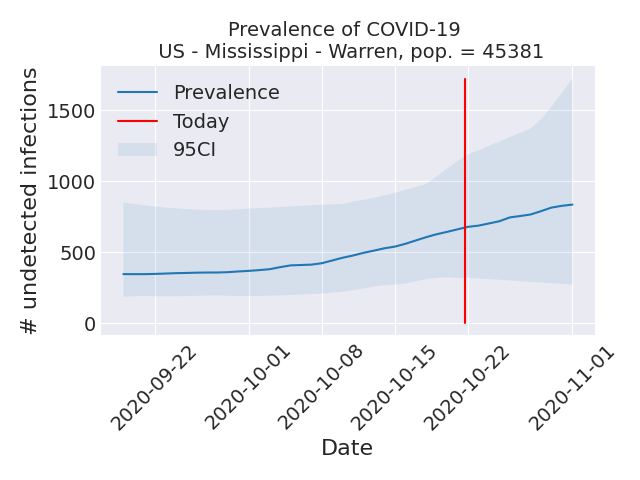 Prevalence of COVID-19
US - Mississippi - Warren, pop. = 45381
# undetected infections
1500
1000
500
0
Prevalence
Today
95CI
2020-09-22
2020-10-01
2020-10-08
2020-10-15
2020-10-22
2020-11-01
Date